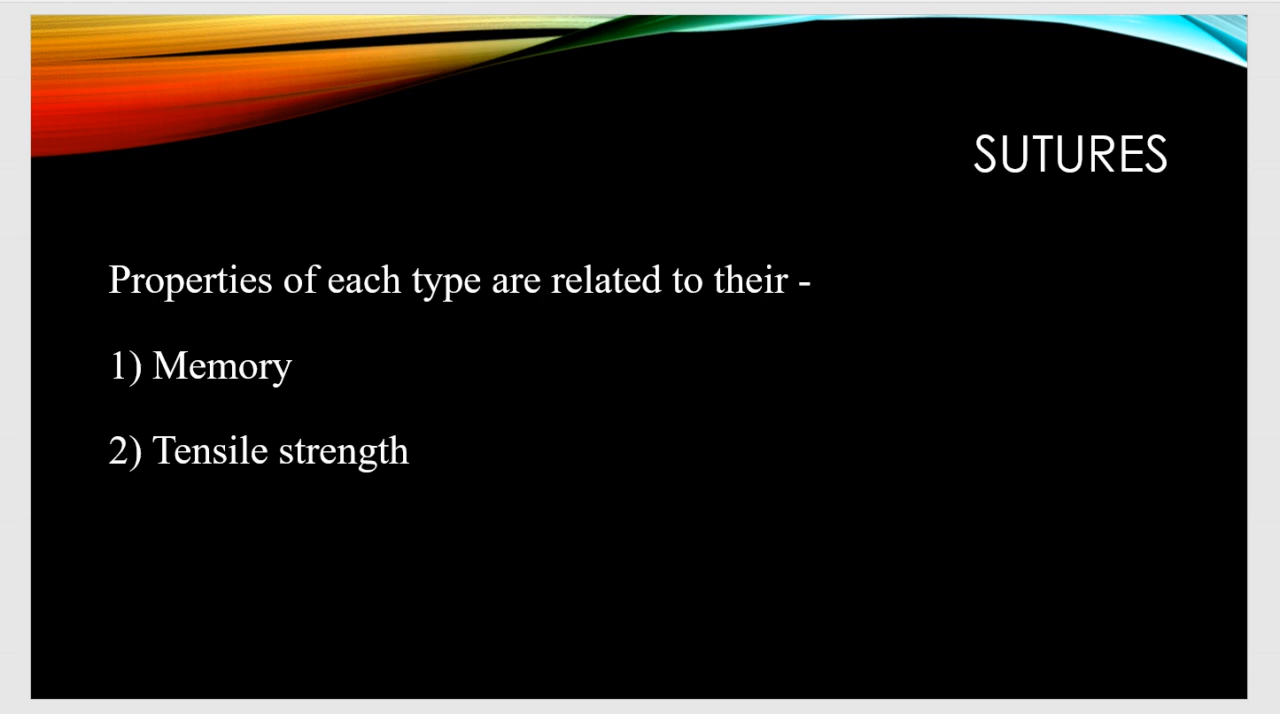 SUTURES
Properties of each type are related to their -
1) Memory
2) Tensile strength